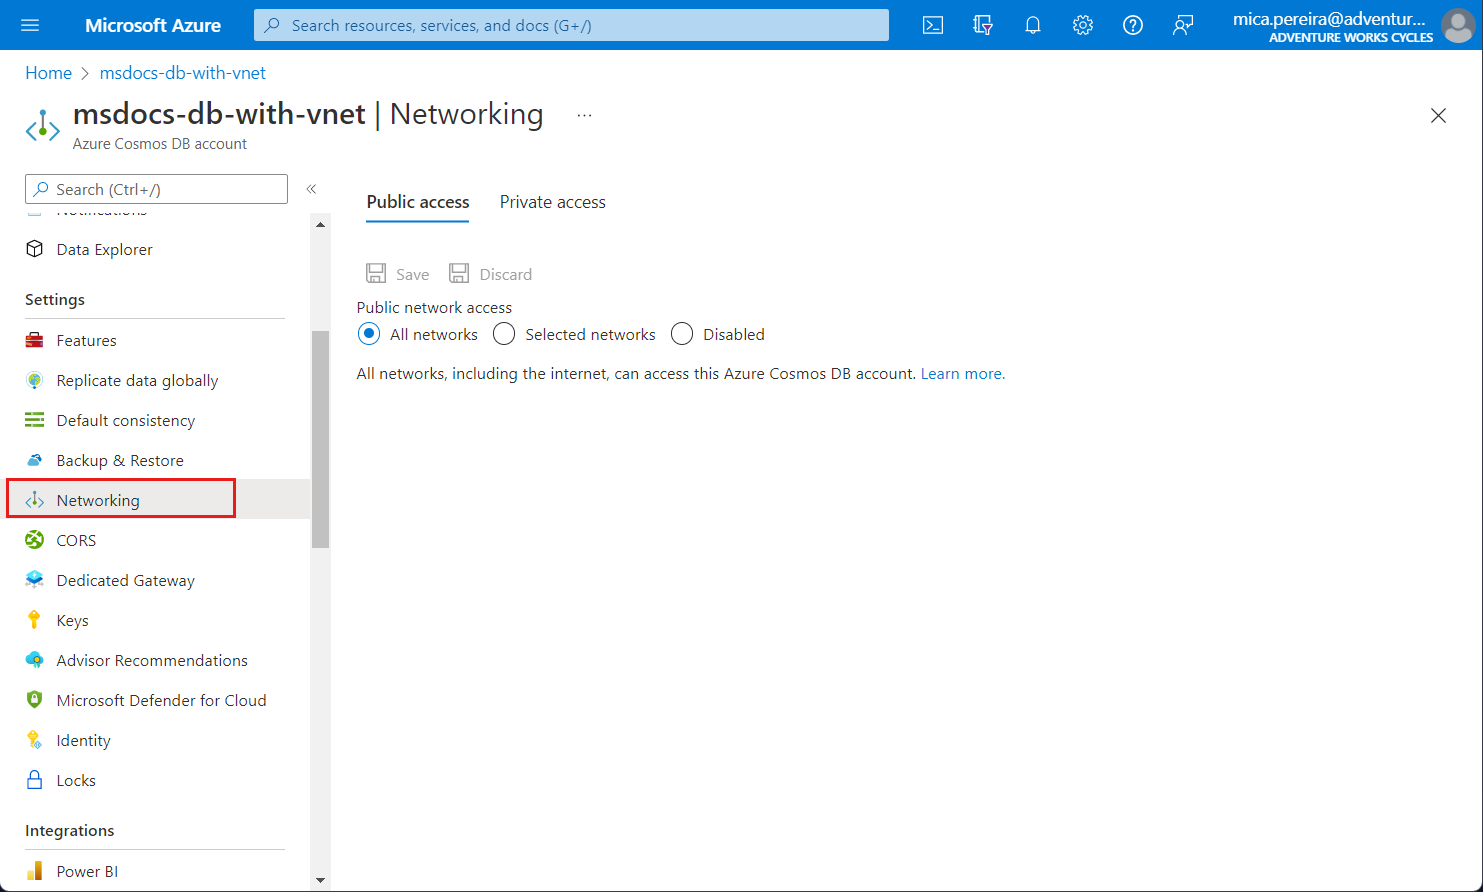 Microsoft Azure
Search resources, services, and docs (G+/)
mica.pereira@adventur...
ADVENTURE WORKS CYCLES
Home > msdocs-db-with-vnet
msdocs-db-with-vnet | Networking ...
Azure Cosmos DB account
Search (Ctrl+/)
«
Notifications
Data Explorer
Settings
Features
Replicate data globally
Default consistency
Backup & Restore
Networking
CORS
Dedicated Gateway
Keys
Advisor Recommendations
Microsoft Defender for Cloud
Identity
Locks
Integrations
Power BI
Public access Private access
Save Discard
Public network access
All networks Selected networks Disabled
All networks, including the internet, can access this Azure Cosmos DB account. Learn more.